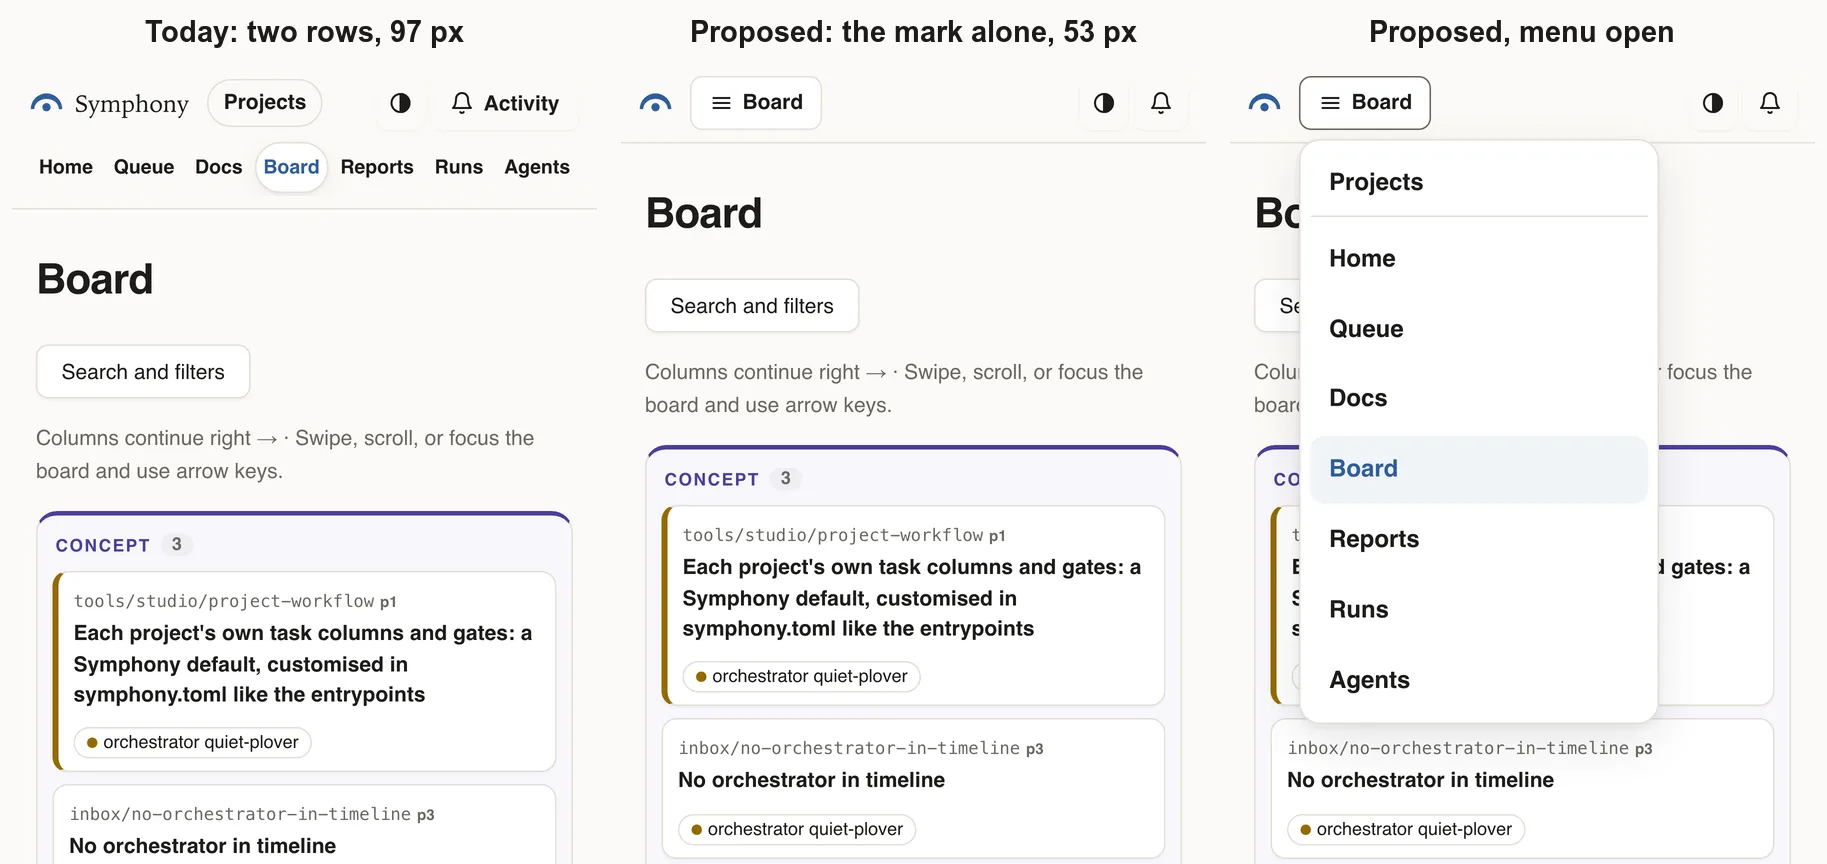 Today: two rows, 97 px
Symphony
Projects
Activity
Home Queue Docs Board Reports Runs Agents
Board
Search and filters
Columns continue right → · Swipe, scroll, or focus the
board and use arrow keys.
CONCEPT 3
tools/studio/project-workflow p1
Each project's own task columns and gates: a
Symphony default, customised in
symphony.toml like the entrypoints
orchestrator quiet-plover
inbox/no-orchestrator-in-timeline p3
No orchestrator in timeline
Proposed: the mark alone, 53 px
Board
Board
Search and filters
Columns continue right → · Swipe, scroll, or focus the
board and use arrow keys.
CONCEPT 3
tools/studio/project-workflow p1
Each project's own task columns and gates: a
Symphony default, customised in
symphony.toml like the entrypoints
orchestrator quiet-plover
inbox/no-orchestrator-in-timeline p3
No orchestrator in timeline
orchestrator quiet-plover
Proposed, menu open
Board
Projects
Home
Queue
Docs
Board
Reports
Runs
Agents
focus the
d gates: a
inbox/no-orchestrator-in-timeline p3
No orchestrator in timeline
orchestrator quiet-plover